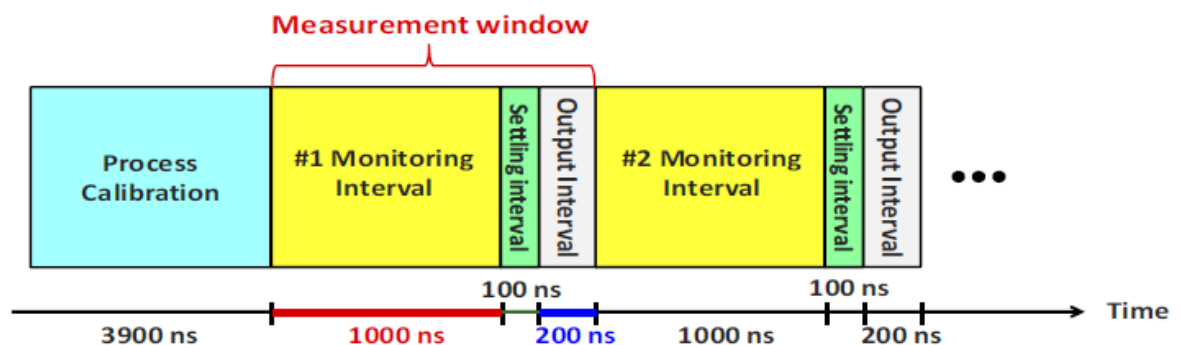 Measurement window
Process
Calibration
#1 Monitoring
Interval
Settling interval
Output Interval
#2 Monitoring
Interval
Settling interval
Output Interval
100 ns
100 ns
Time
3900 ns
1000 ns
200 ns
1000 ns
200 ns